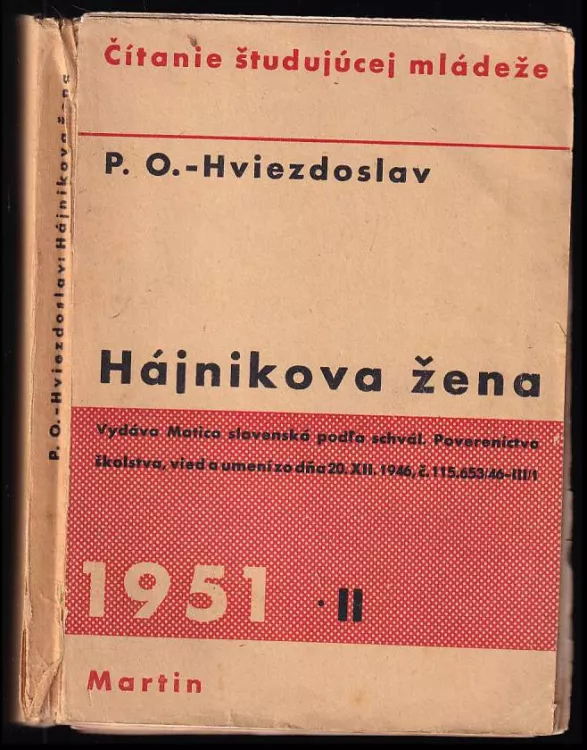 Čítanie študujúcej mládeže
P. O.-Hviezdoslav
Hájnikova žena
Vydáva Matica slovenská podľa schvál. Povereníctva
školstva, vied a umení zo dňa 20. XII. 1946, č. 115.653/46-III/1
1951 · II
Martin
P. O.-Hviezdoslav: Hájnikova žena